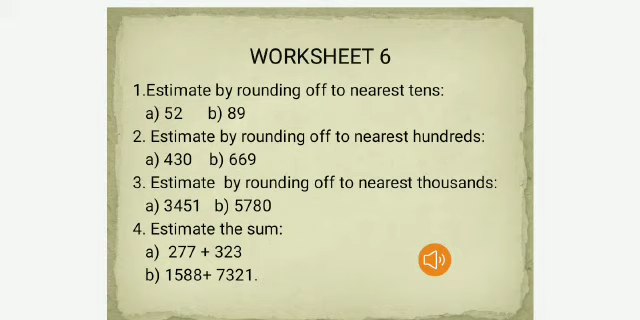 WORKSHEET 6
1.Estimate by rounding off to nearest tens:
a) 52 b) 89
2. Estimate by rounding off to nearest hundreds:
a) 430 b) 669
3. Estimate by rounding off to nearest thousands:
a) 3451 b) 5780
4. Estimate the sum:
a) 277 + 323
b) 1588+ 7321.